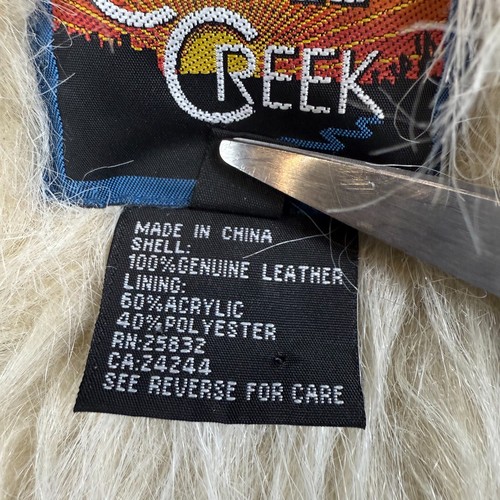 CREEK
MADE IN CHINA
SHELL:
100%GENUINE LEATHER
LINING:
60%ACRYLIC
40%POLYESTER
RN:25832
CA:24244
SEE REVERSE FOR CARE